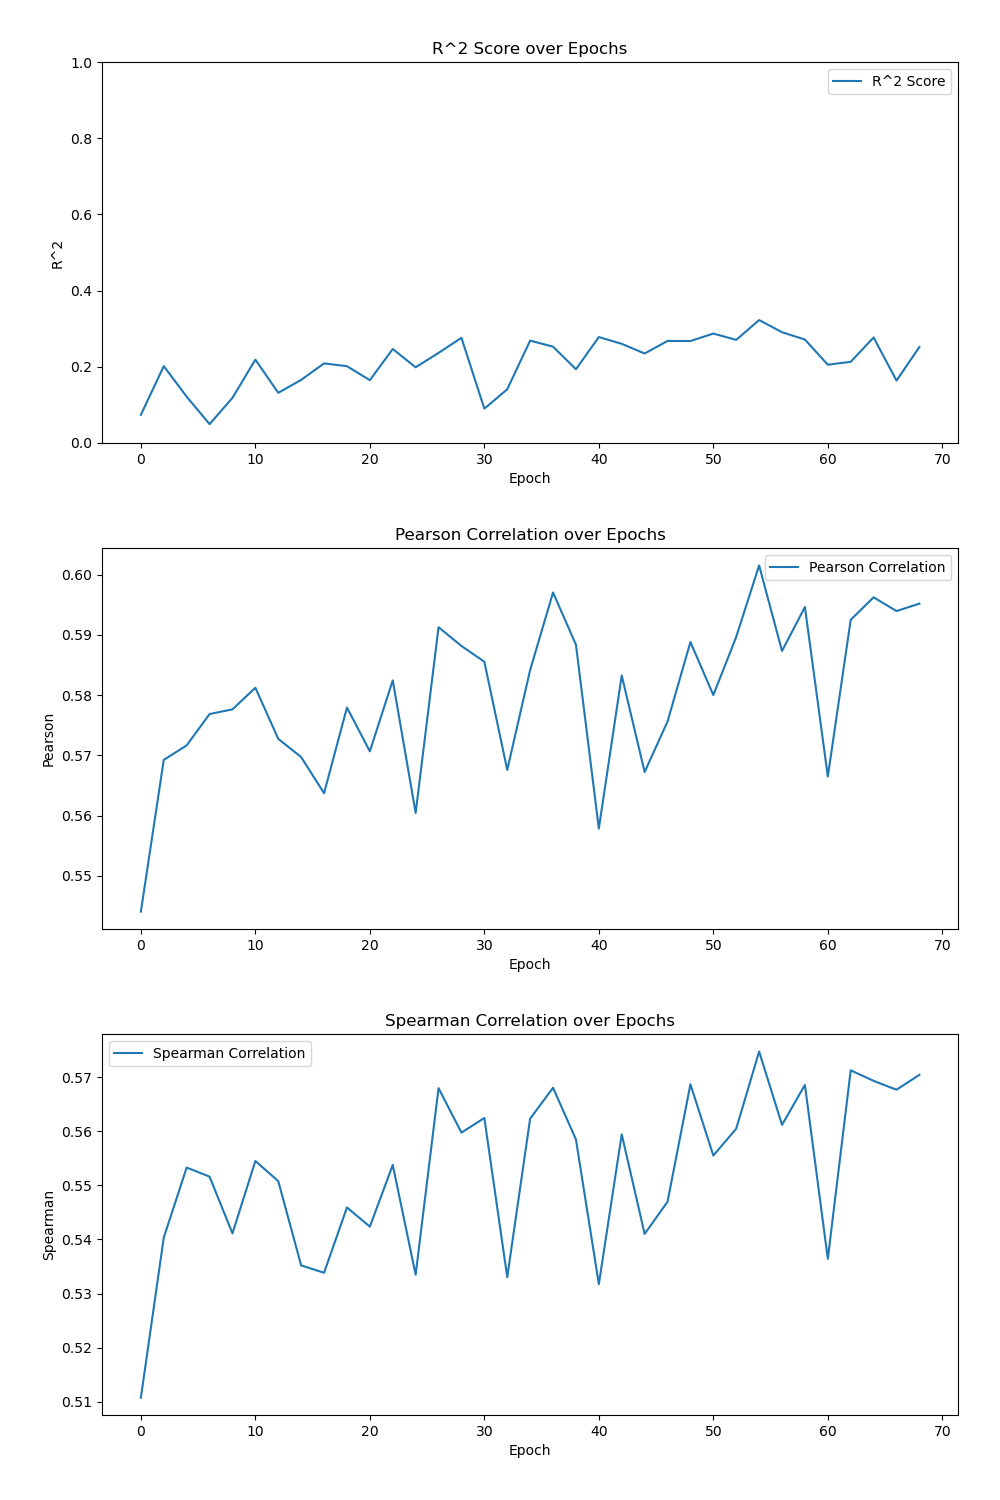 R^2 Score over Epochs
R^2 Score
1.0
0.8
0.6
0.4
0.2
0.0
R^2
0 10 20 30 40 50 60 70
Epoch
Pearson Correlation over Epochs
Pearson Correlation
0.60
0.59
0.58
0.57
0.56
0.55
Pearson
0 10 20 30 40 50 60 70
Epoch
Spearman Correlation over Epochs
Spearman Correlation
0.57
0.56
0.55
0.54
0.53
0.52
0.51
Spearman
0 10 20 30 40 50 60 70
Epoch